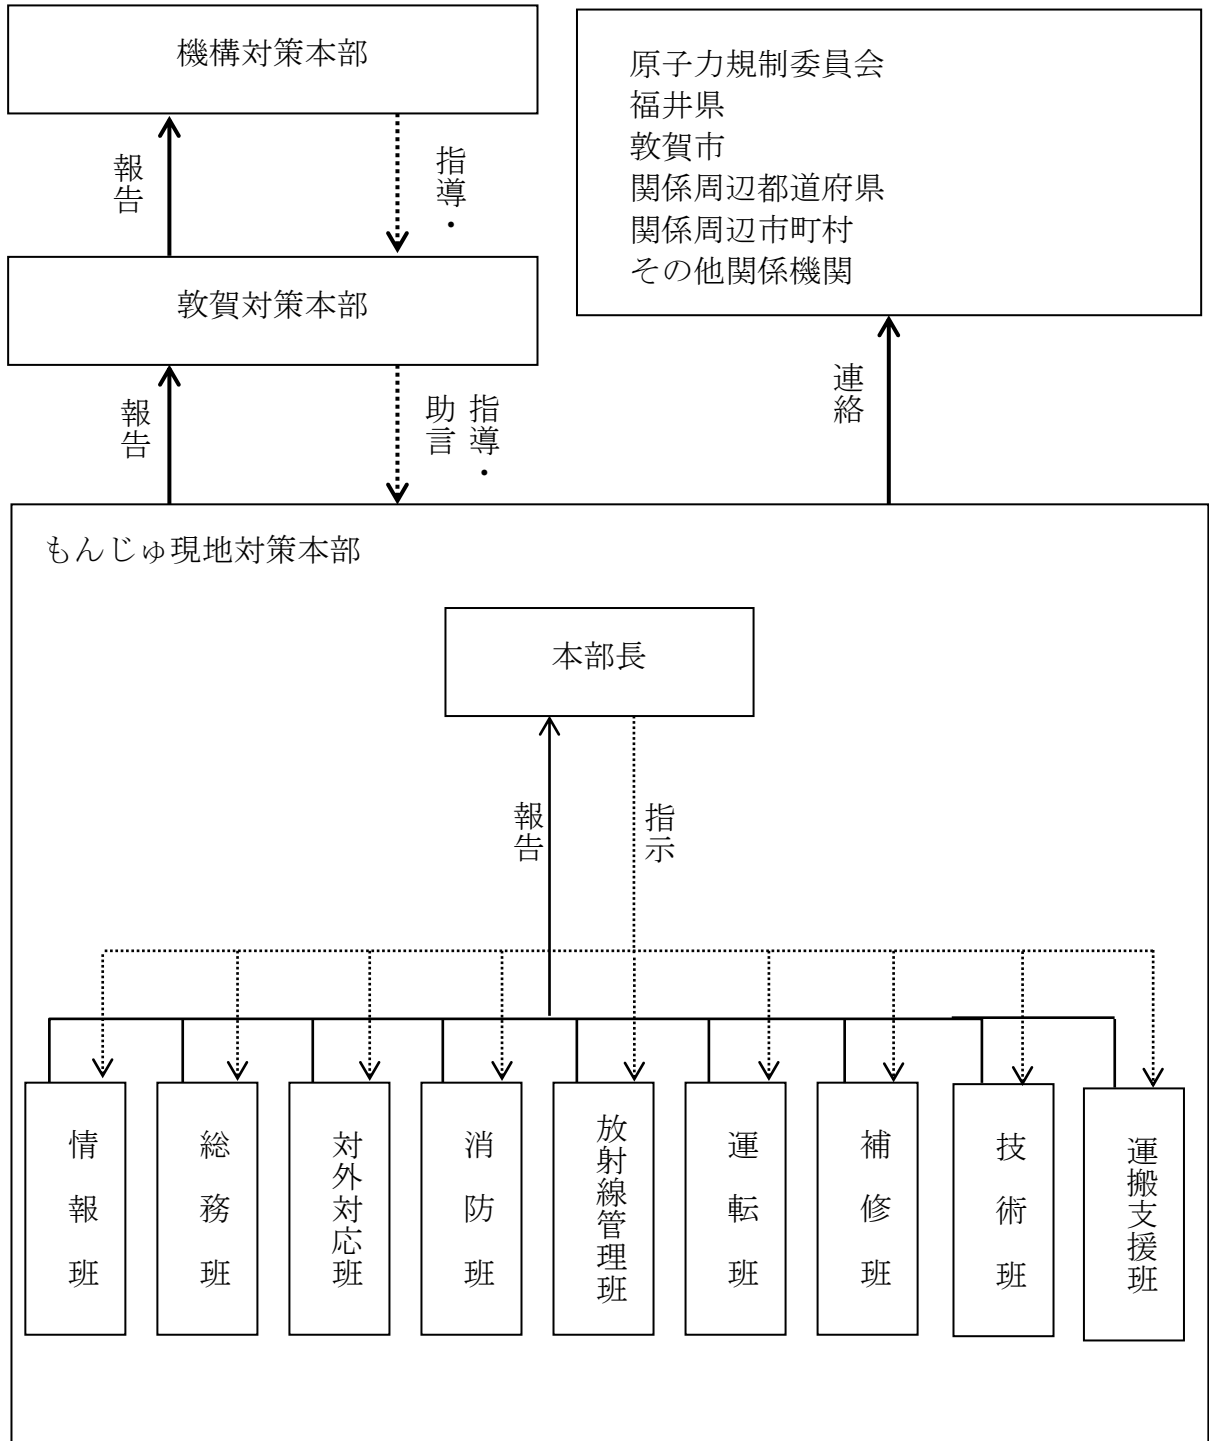 機構対策本部
原子力規制委員会
福井県
敦賀市
関係周辺都道府県
関係周辺市町村
その他関係機関
報告
指導・
敦賀対策本部
報告
指導・
助言
連絡
もんじゅ現地対策本部
本部長
報告
指示
情報班
総務班
対外対応班
消防班
放射線管理班
運転班
補修班
技術班
運搬支援班